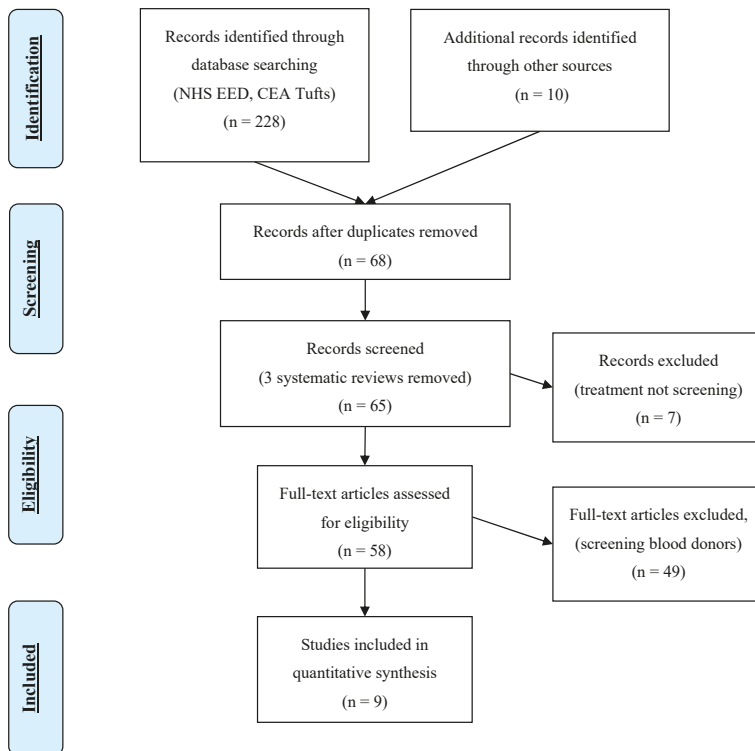 Identification
Records identified through
database searching
(NHS EED, CEA Tufts)
(n = 228)
Additional records identified
through other sources
(n = 10)
Screening
Records after duplicates removed
(n = 68)
Records screened
(3 systematic reviews removed)
(n = 65)
Records excluded
(treatment not screening)
(n = 7)
Eligibility
Full-text articles assessed
for eligibility
(n = 58)
Full-text articles excluded,
(screening blood donors)
(n = 49)
Included
Studies included in
quantitative synthesis
(n = 9)